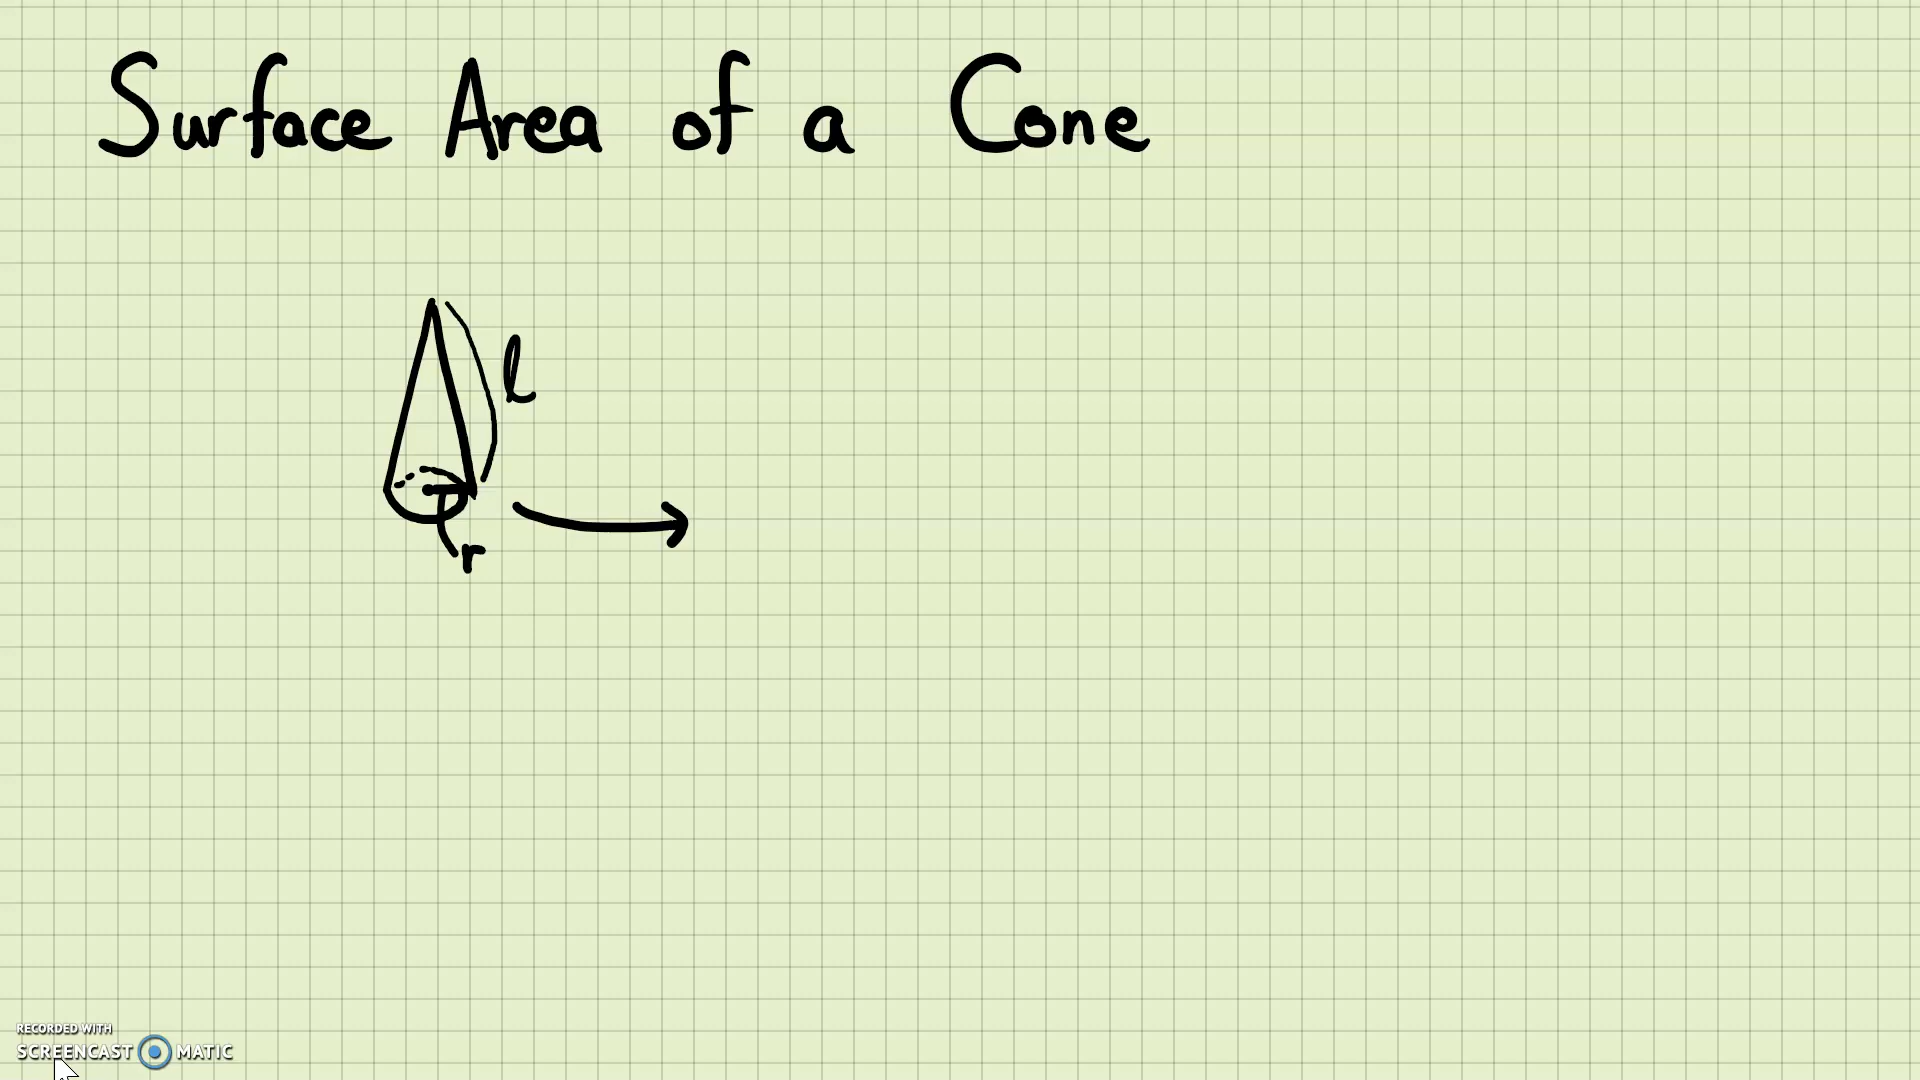 Surface Area of a Cone
l
r
RECORDED WITH
SCREENCAST MATIC